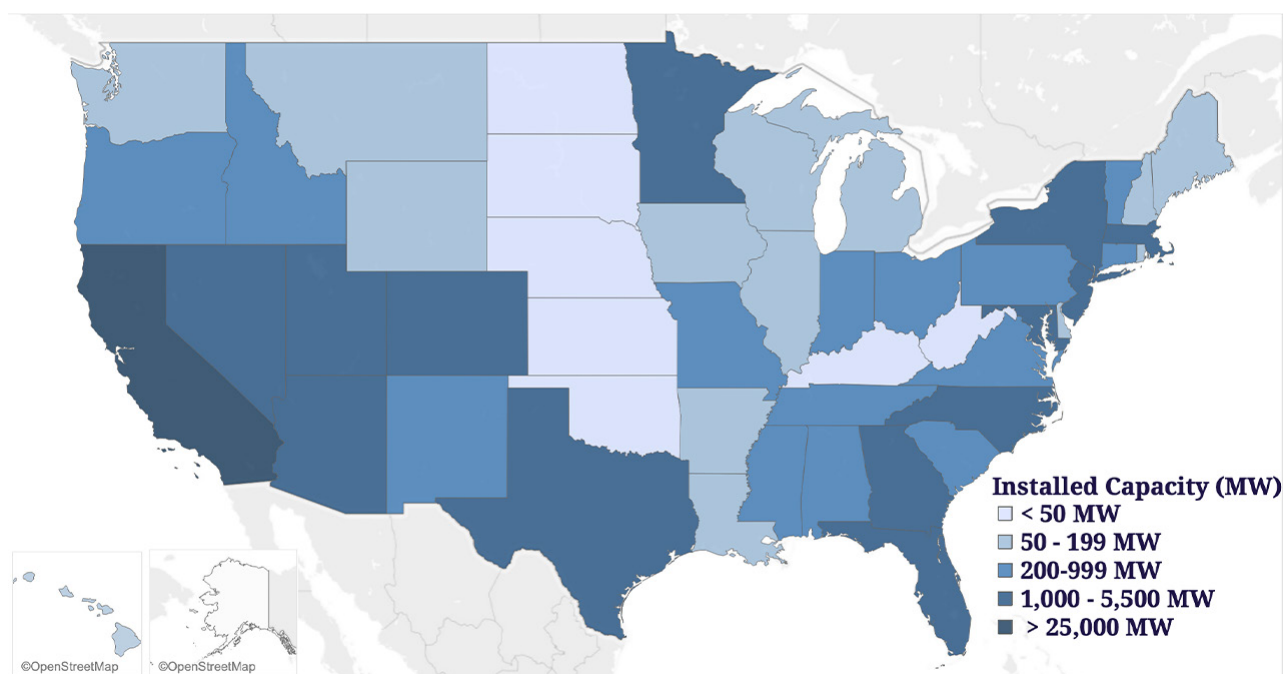 Installed Capacity (MW)
< 50 MW
50 - 199 MW
200-999 MW
1,000 - 5,500 MW
> 25,000 MW
©OpenStreetMap
©OpenStreetMap